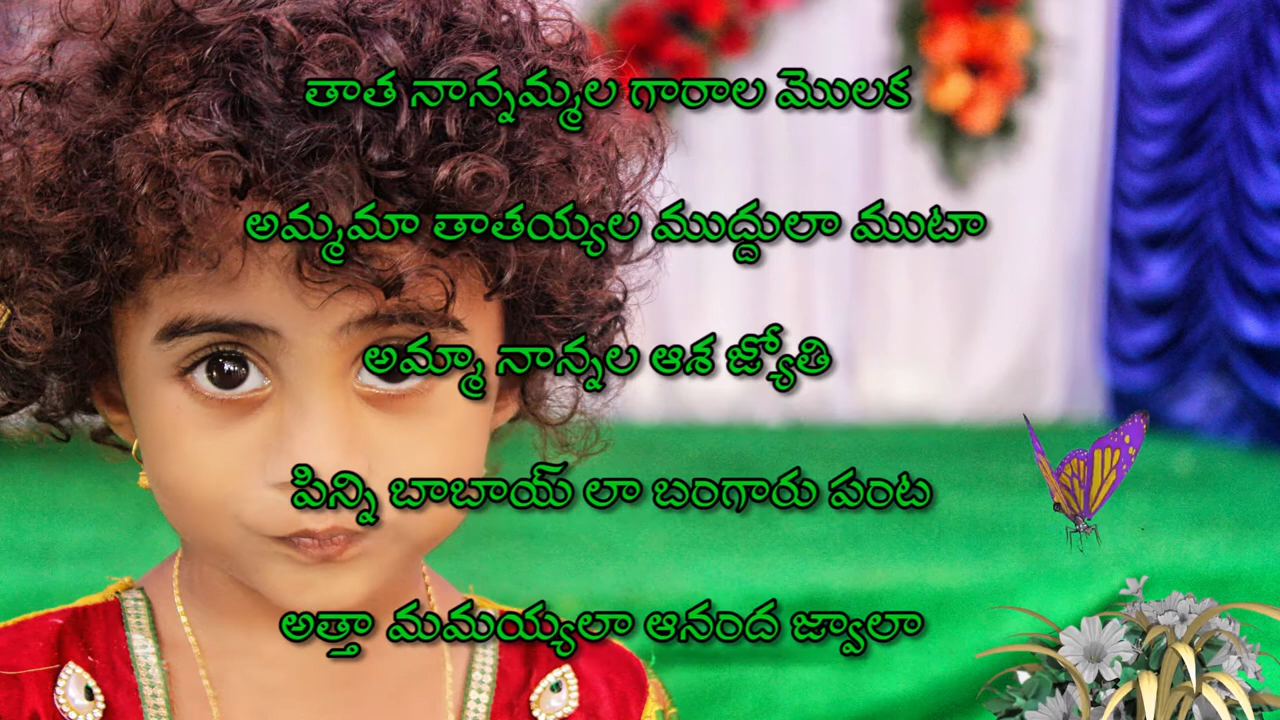 తాత నాన్నమ్మల గారాల మొలక
అమ్మమా తాతయ్యల ముద్దులా ముటా
అమ్మా నాన్నల ఆశ జ్యోతి
పిన్ని బాబాయ్ లా బంగారు పంట
అత్తా మమయ్యలా ఆనంద జ్వాలా